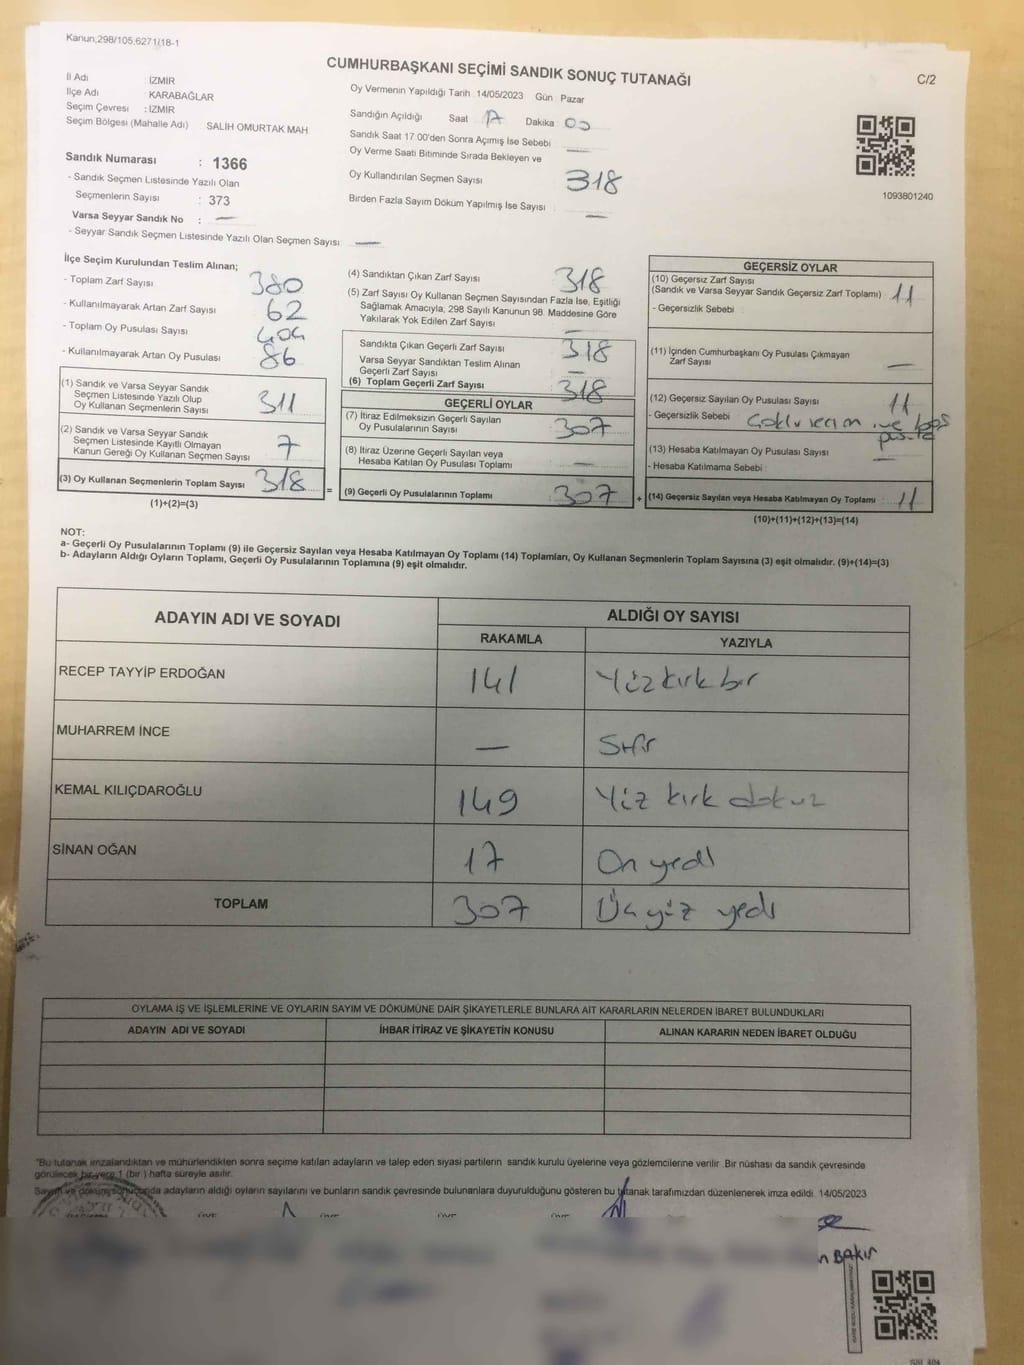 Kanun;298/105.6271/18-1
CUMHURBAŞKANI SEÇİMİ SANDIK SONUÇ TUTANAĞI
C/2
İl Adı : İZMİR
İlçe Adı : KARABAĞLAR
Seçim Çevresi : İZMİR
Seçim Bölgesi (Mahalle Adı) SALİH OMURTAK MAH
Sandık Numarası : 1366
- Sandık Seçmen Listesinde Yazılı Olan
Seçmenlerin Sayısı : 373
Varsa Seyyar Sandık No : —
- Seyyar Sandık Seçmen Listesinde Yazılı Olan Seçmen Sayısı: —
Oy Vermenin Yapıldığı Tarih :14/05/2023 Gün : Pazar
Sandığın Açıldığı Saat 17 Dakika 00
Sandık Saat 17:00'den Sonra Açımış İse Sebebi —
Oy Verme Saati Bitiminde Sırada Bekleyen ve
Oy Kullandırılan Seçmen Sayısı 318
Birden Fazla Sayım Döküm Yapılmış İse Sayısı : —
1093801240
İlçe Seçim Kurulundan Teslim Alınan;
- Toplam Zarf Sayısı 380
- Kullanılmayarak Artan Zarf Sayısı 62
- Toplam Oy Pusulası Sayısı 404
- Kullanılmayarak Artan Oy Pusulası 86
(1) Sandık ve Varsa Seyyar Sandık
Seçmen Listesinde Yazılı Olup
Oy Kullanan Seçmenlerin Sayısı 311
(2) Sandık ve Varsa Seyyar Sandık
Seçmen Listesinde Kayıtlı Olmayan
Kanun Gereği Oy Kullanan Seçmen Sayısı 7
(3) Oy Kullanan Seçmenlerin Toplam Sayısı 318
(1)+(2)=(3)
=
(4) Sandıktan Çıkan Zarf Sayısı 318
(5) Zarf Sayısı Oy Kullanan Seçmen Sayısından Fazla İse, Eşitliği
Sağlamak Amacıyla; 298 Sayılı Kanunun 98. Maddesine Göre
Yakılarak Yok Edilen Zarf Sayısı —
Sandıkta Çıkan Geçerli Zarf Sayısı 318
Varsa Seyyar Sandıktan Teslim Alınan
Geçerli Zarf Sayısı —
(6) Toplam Geçerli Zarf Sayısı : 318
GEÇERLİ OYLAR
(7) İtiraz Edilmeksizin Geçerli Sayılan
Oy Pusulalarının Sayısı : 307
(8) İtiraz Üzerine Geçerli Sayılan veya
Hesaba Katılan Oy Pusulası Toplamı : —
(9) Geçerli Oy Pusulalarının Toplamı : 307
+
GEÇERSİZ OYLAR
(10) Geçersiz Zarf Sayısı
(Sandık ve Varsa Seyyar Sandık Geçersiz Zarf Toplamı) : 11
- Geçersizlik Sebebi :
(11) İçinden Cumhurbaşkanı Oy Pusulası Çıkmayan
Zarf Sayısı —
(12) Geçersiz Sayılan Oy Pusulası Sayısı : 11
- Geçersizlik Sebebi : ve boş
pusula
(13) Hesaba Katılmayan Oy Pusulası Sayısı : —
- Hesaba Katılmama Sebebi :
(14) Geçersiz Sayılan veya Hesaba Katılmayan Oy Toplamı : 11
(10)+(11)+(12)+(13)=(14)
NOT:
a- Geçerli Oy Pusulalarının Toplamı (9) ile Geçersiz Sayılan veya Hesaba Katılmayan Oy Toplamı (14) Toplamları, Oy Kullanan Seçmenlerin Toplam Sayısına (3) eşit olmalıdır. (9)+(14)=(3)
b- Adayların Aldığı Oyların Toplamı, Geçerli Oy Pusulalarının Toplamına (9) eşit olmalıdır.
ADAYIN ADI VE SOYADI
ALDIĞI OY SAYISI
RAKAMLA YAZIYLA
RECEP TAYYİP ERDOĞAN 141 Yüzkırkbir
MUHARREM İNCE — Sıfır
KEMAL KILIÇDAROĞLU 149 Yüz kırk dokuz
SİNAN OĞAN 17 On yedi
TOPLAM 307 Üç yüz yedi
OYLAMA İŞ VE İŞLEMLERİNE VE OYLARIN SAYIM VE DÖKÜMÜNE DAİR ŞİKAYETLERLE BUNLARA AİT KARARLARIN NELERDEN İBARET BULUNDUKLARI
ADAYIN ADI VE SOYADI İHBAR İTİRAZ VE ŞİKAYETİN KONUSU ALINAN KARARIN NEDEN İBARET OLDUĞU
"Bu tutanak imzalandıktan ve mühürlendikten sonra seçime katılan adayların ve talep eden siyasi partilerin sandık kurulu üyelerine veya gözlemcilerine verilir. Bir nüshası da sandık çevresinde
görülecek bir yere 1 (bir ) hafta süreyle asılır.
Sayım ve döküm sonucunda adayların aldığı oyların sayılarını ve bunların sandık çevresinde bulunanlara duyurulduğunu gösteren bu tutanak tarafımızdan düzenlenerek imza edildi. 14/05/2023
BAKIR